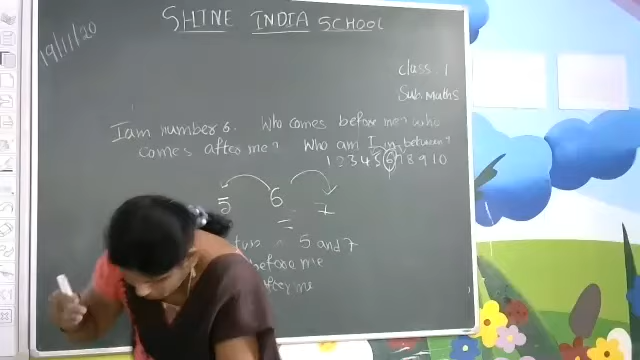 SHINE INDIA SCHOOL
19/11/20
class. 1
Sub. Maths
I am number 6. Who comes before me? who
comes after me? Who am I in between?
1 2 3 4 5 6 7 8 9 10
5 6 7
5 and 7
before me
after me